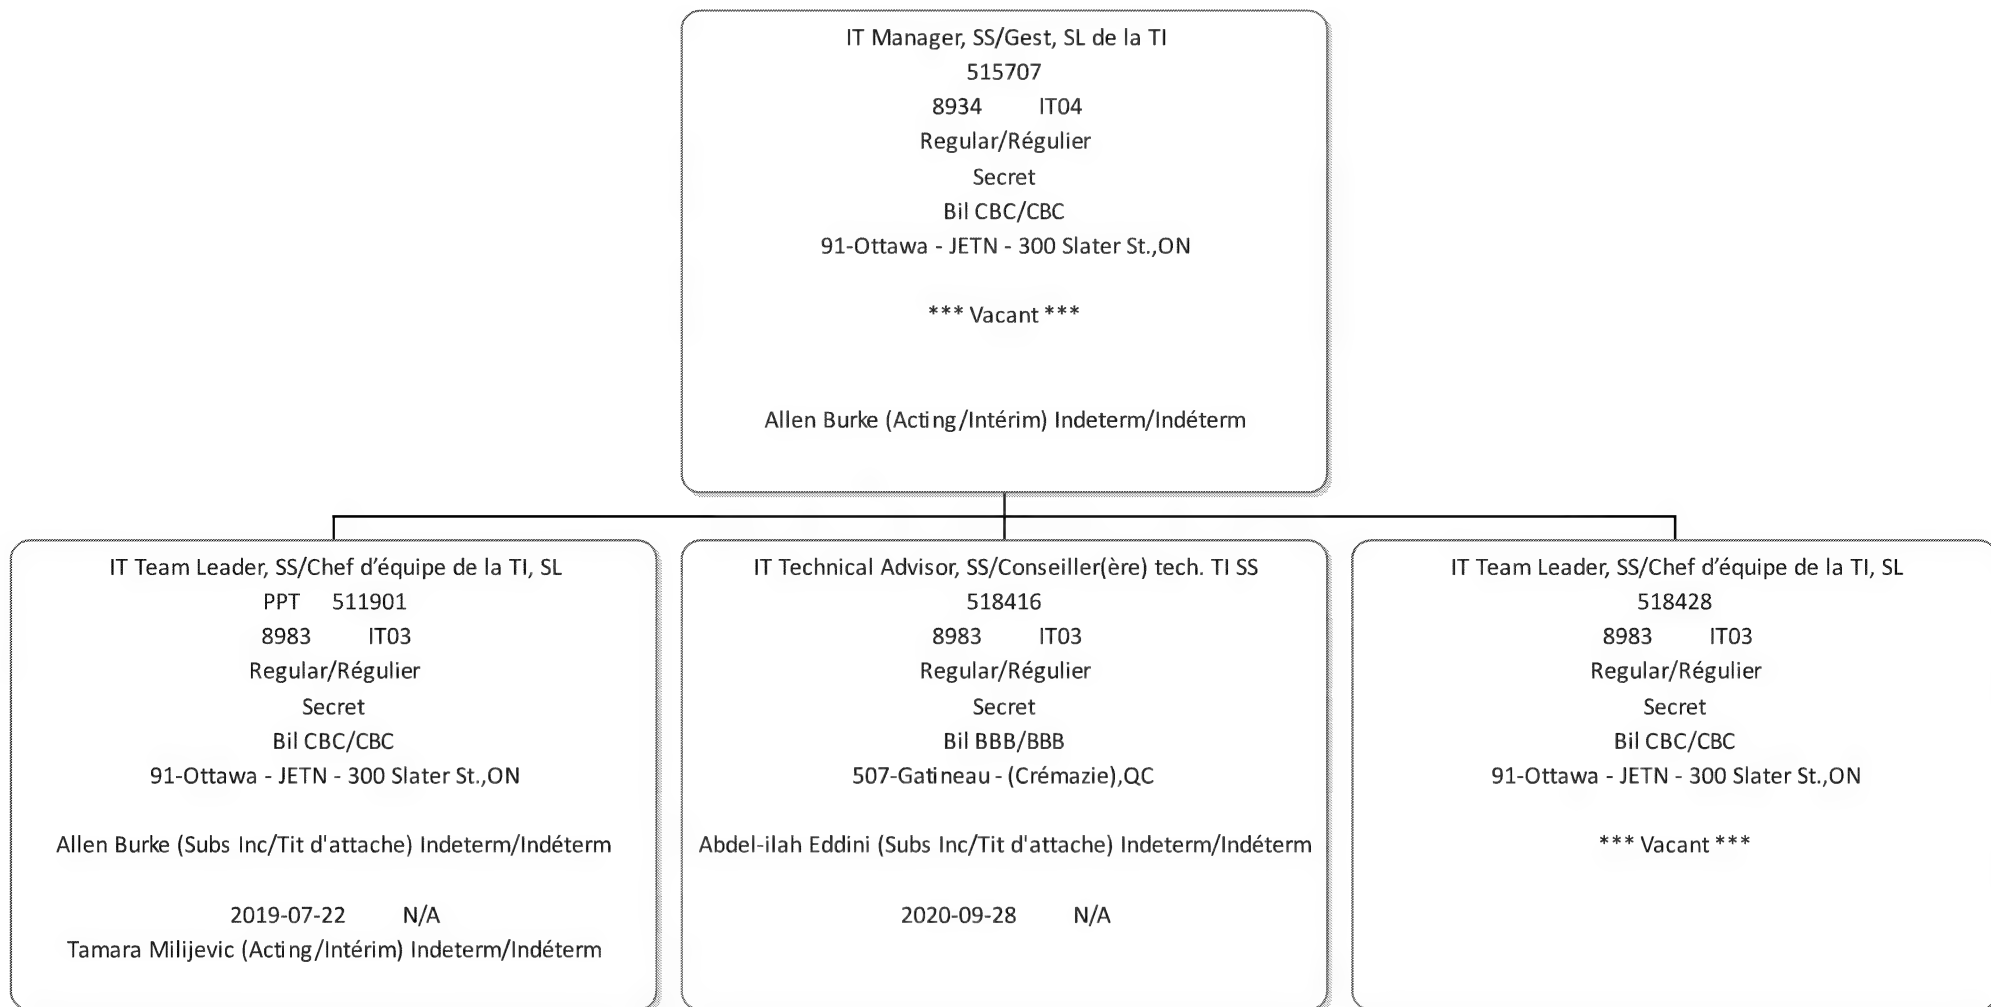 IT Manager, SS/Gest, SL de la TI
515707
8934 IT04
Regular/Régulier
Secret
Bil CBC/CBC
91-Ottawa - JETN - 300 Slater St.,ON
*** Vacant ***
Allen Burke (Acting/Intérim) Indeterm/Indéterm
IT Team Leader, SS/Chef d’équipe de la TI, SL
PPT 511901
8983 IT03
Regular/Régulier
Secret
Bil CBC/CBC
91-Ottawa - JETN - 300 Slater St.,ON
Allen Burke (Subs Inc/Tit d'attache) Indeterm/Indéterm
2019-07-22 N/A
Tamara Milijevic (Acting/Intérim) Indeterm/Indéterm
IT Technical Advisor, SS/Conseiller(ère) tech. TI SS
518416
8983 IT03
Regular/Régulier
Secret
Bil BBB/BBB
507-Gatineau - (Crémazie),QC
Abdel-ilah Eddini (Subs Inc/Tit d'attache) Indeterm/Indéterm
2020-09-28 N/A
IT Team Leader, SS/Chef d’équipe de la TI, SL
518428
8983 IT03
Regular/Régulier
Secret
Bil CBC/CBC
91-Ottawa - JETN - 300 Slater St.,ON
*** Vacant ***